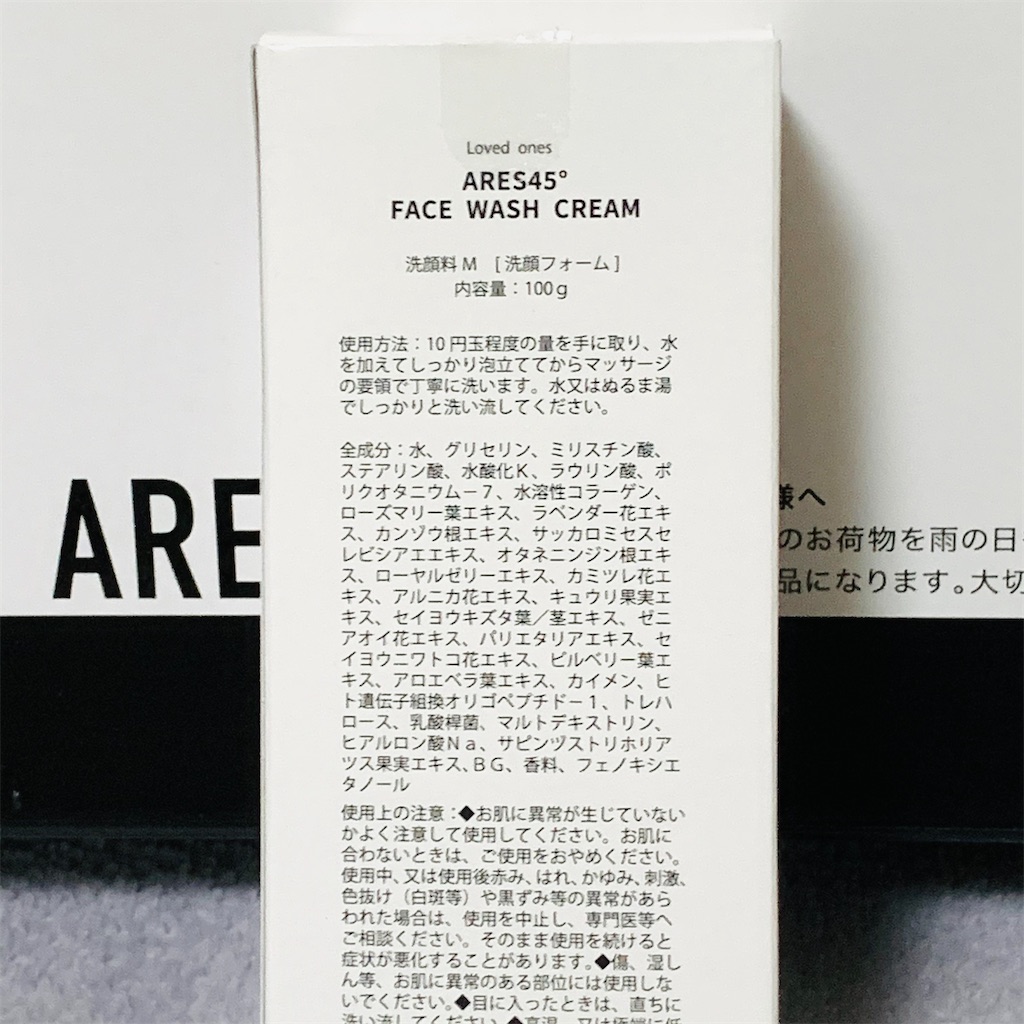 Loved ones
ARES45°
FACE WASH CREAM
洗顔料 M [ 洗顔フォーム ]
内容量：100g
使用方法：10 円玉程度の量を手に取り、水
を加えてしっかり泡立ててからマッサージ
の要領で丁寧に洗います。水又はぬるま湯
でしっかりと洗い流してください。
全成分：水、グリセリン、ミリスチン酸、
ステアリン酸、水酸化K、ラウリン酸、ポ
リクオタニウム－7、水溶性コラーゲン、
ローズマリー葉エキス、ラベンダー花エキ
ス、カンゾウ根エキス、サッカロミセスセ
レビシアエエキス、オタネニンジン根エキ
ス、ローヤルゼリーエキス、カミツレ花エ
キス、アルニカ花エキス、キュウリ果実エ
キス、セイヨウキズタ葉／茎エキス、ゼニ
アオイ花エキス、パリエタリアエキス、セ
イヨウニワトコ花エキス、ビルベリー葉エ
キス、アロエベラ葉エキス、カイメン、ヒ
ト遺伝子組換オリゴペプチド－1、トレハ
ロース、乳酸桿菌、マルトデキストリン、
ヒアルロン酸Na、サピンヅストリホリア
ツス果実エキス、BG、香料、フェノキシエ
タノール
使用上の注意：◆お肌に異常が生じていない
かよく注意して使用してください。お肌に
合わないときは、ご使用をおやめください。
使用中、又は使用後赤み、はれ、かゆみ、刺激、
色抜け（白斑等）や黒ずみ等の異常があら
われた場合は、使用を中止し、専門医等へ
ご相談ください。そのまま使用を続けると
症状が悪化することがあります。◆傷、湿し
ん等、お肌に異常のある部位には使用しな
いでください。◆目に入ったときは、直ちに
洗い流してください。◆高温、又は極端に低
ARE
様へ
のお荷物を雨の日
品になります。大切